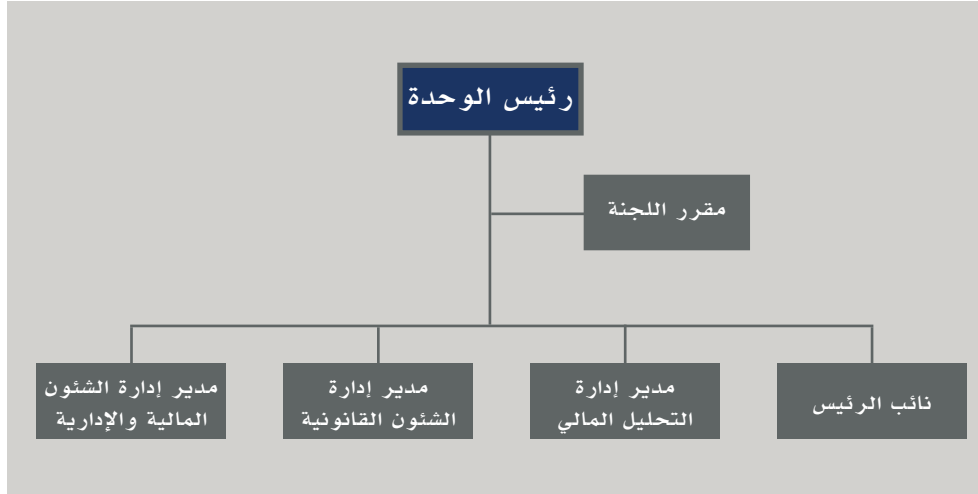 رئيس الوحدة
مقرر اللجنة
نائب الرئيس
مدير إدارة
التحليل المالي
مدير إدارة
الشئون القانونية
مدير إدارة الشئون
المالية والإدارية